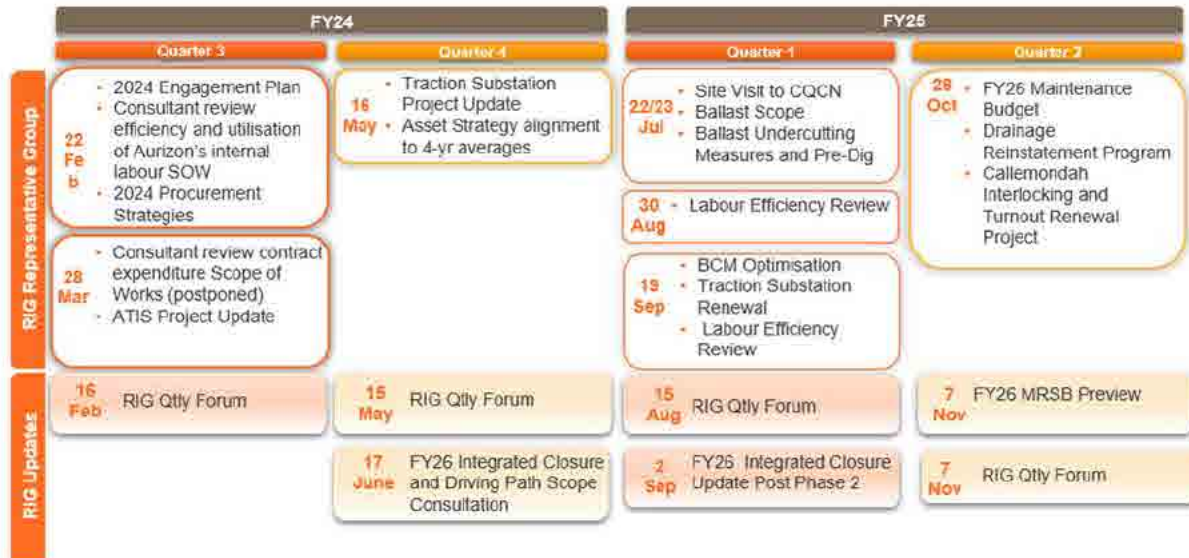 FY24
FY25
Quarter 3
Quarter 4
Quarter 1
Quarter 2
RIG Representative Group
22
Fe
b
• 2024 Engagement Plan
• Consultant review
efficiency and utilisation
of Aurizon's internal
labour SOW
• 2024 Procurement
Strategies
28
Mar
• Consultant review contract
expenditure Scope of
Works (postponed)
• ATIS Project Update
16
May
• Traction Substation
Project Update
• Asset Strategy alignment
to 4-yr averages
22/23
Jul
• Site Visit to CQCN
• Ballast Scope
• Ballast Undercutting
Measures and Pre-Dig
30
Aug
• Labour Efficiency Review
19
Sep
• BCM Optimisation
• Traction Substation
Renewal
• Labour Efficiency
Review
Oct
• FY26 Maintenance
Budget
• Drainage
Reinstatement Program
• Callemondah
Interlocking and
Turnout Renewal
Project
RIG Updates
16
Feb
RIG Qtly Forum
15
May
RIG Qtly Forum
15
Aug
RIG Qtly Forum
7
Nov
FY26 MRSB Preview
17
June
FY26 Integrated Closure
and Driving Path Scope
Consultation
2
Sep
FY26 Integrated Closure
Update Post Phase 2
7
Nov
RIG Qtly Forum